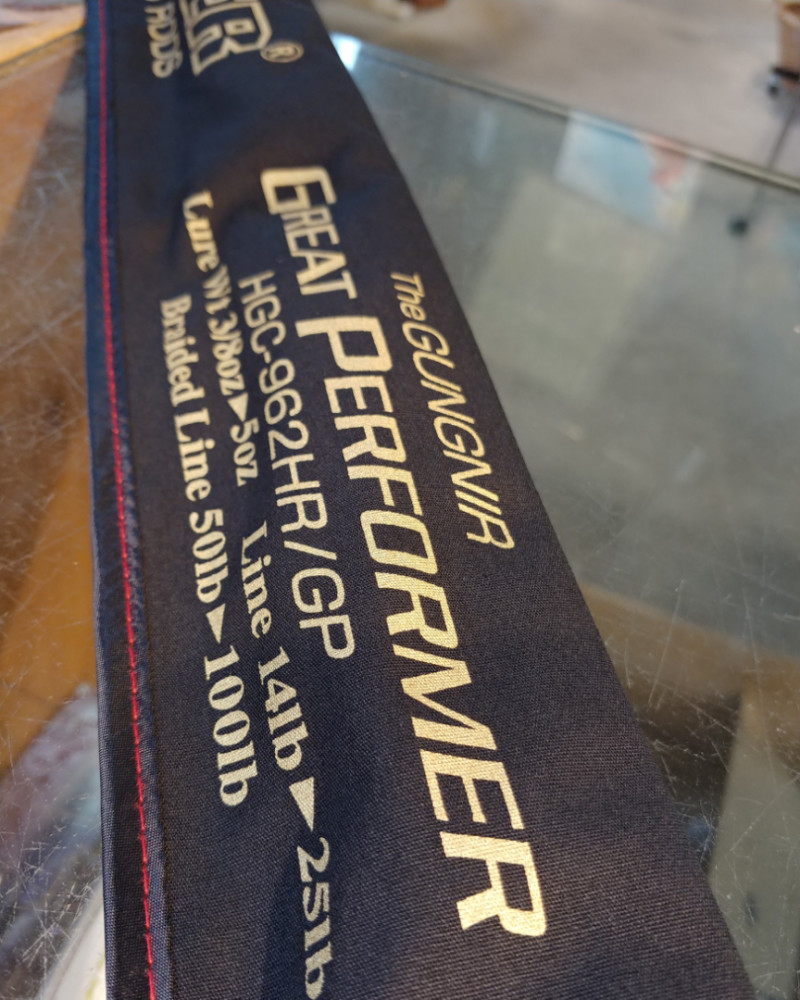 The GUNGNIR
GREAT PERFORMER
HGC-962HR/GP
Lure Wt. 3/8oz▶5oz Line 14lb▶25lb
Braided Line 50lb▶100lb